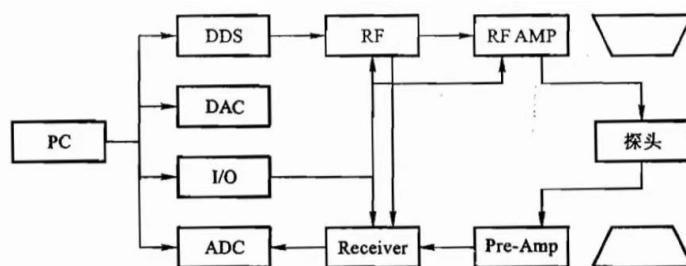 DDS
RF
RF AMP
DAC
PC
探头
I/O
ADC
Receiver
Pre-Amp